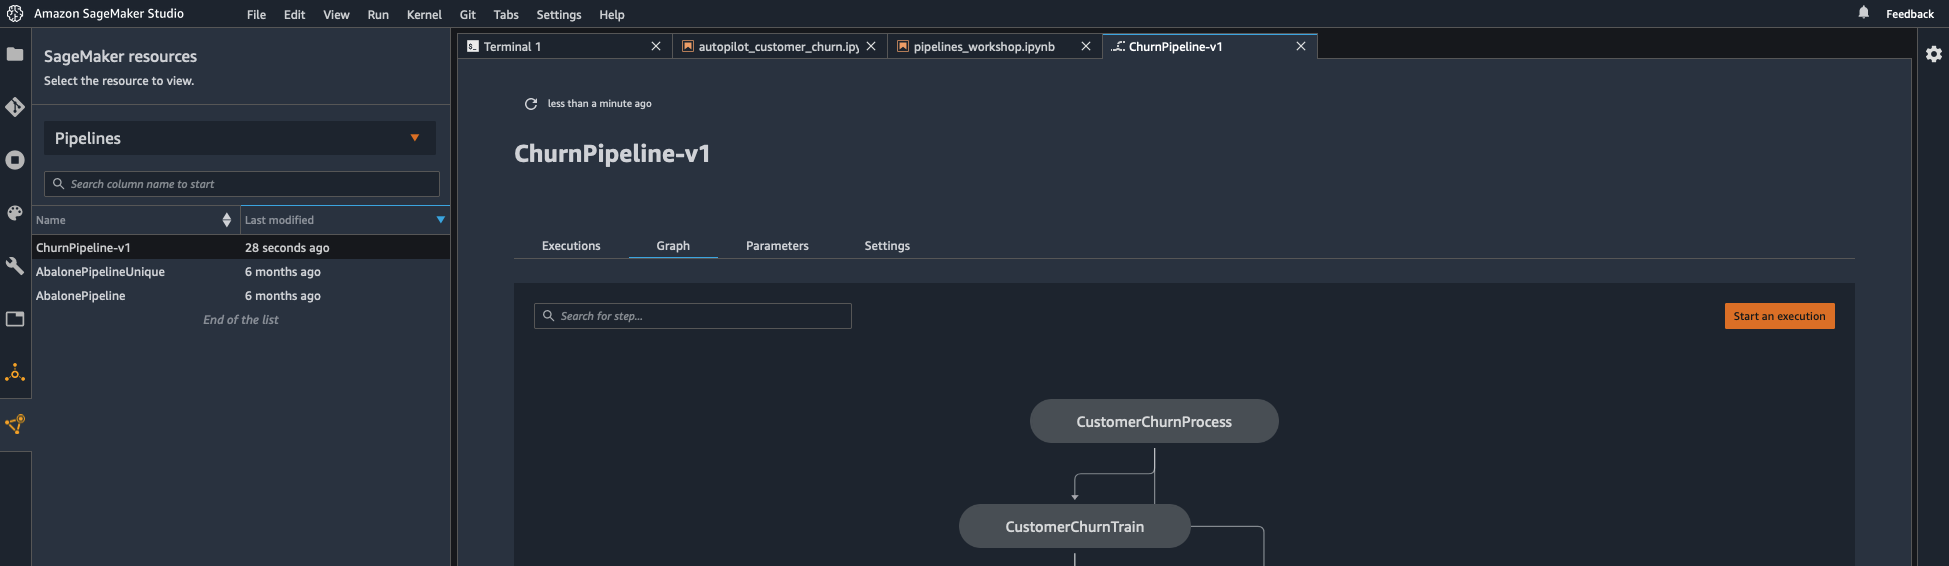 Amazon SageMaker Studio File Edit View Run Kernel Git Tabs Settings Help Feedback
SageMaker resources
Select the resource to view.
Pipelines
Search column name to start
Name Last modified
ChurnPipeline-v1 28 seconds ago
AbalonePipelineUnique 6 months ago
AbalonePipeline 6 months ago
End of the list
Terminal 1 autopilot_customer_churn.ipy pipelines_workshop.ipynb ChurnPipeline-v1
less than a minute ago
ChurnPipeline-v1
Executions Graph Parameters Settings
Search for step... Start an execution
CustomerChurnProcess
CustomerChurnTrain